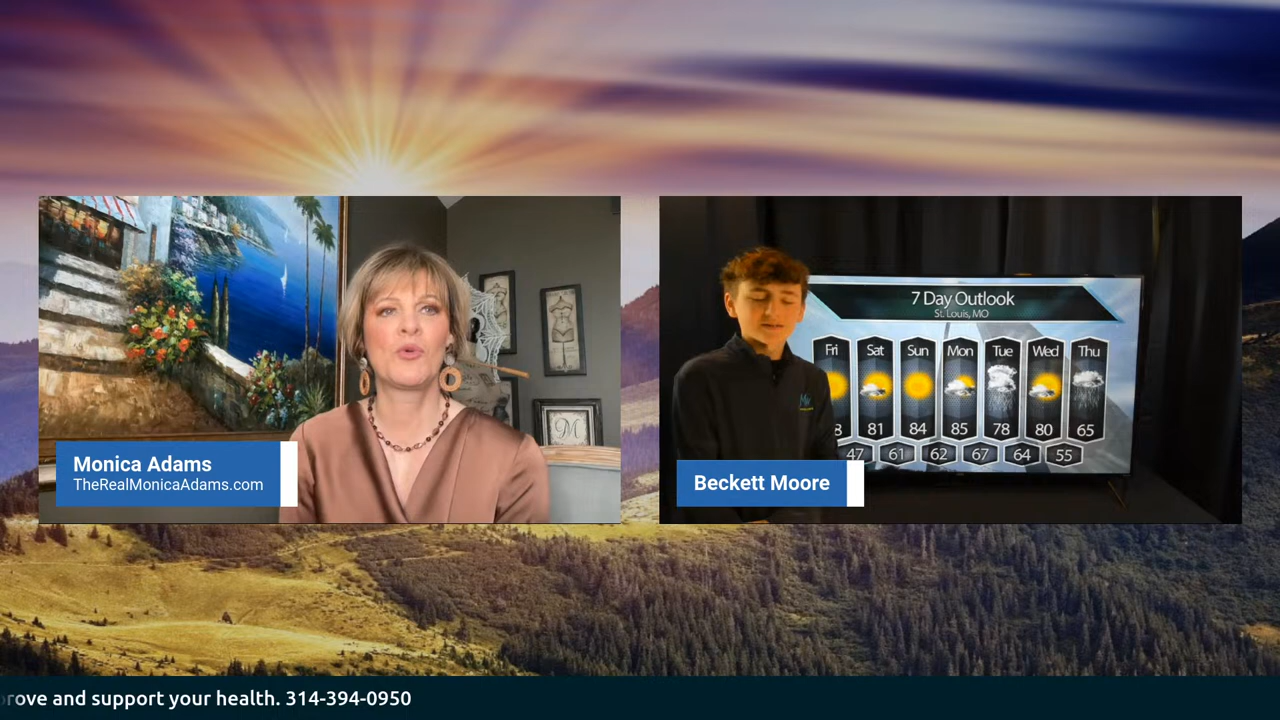 7 Day Outlook
St. Louis, MO
Fri Sat Sun Mon Tue Wed Thu
8 81 84 85 78 80 65
47 61 62 67 64 55
M
Monica Adams
TheRealMonicaAdams.com
Beckett Moore
rove and support your health. 314-394-0950